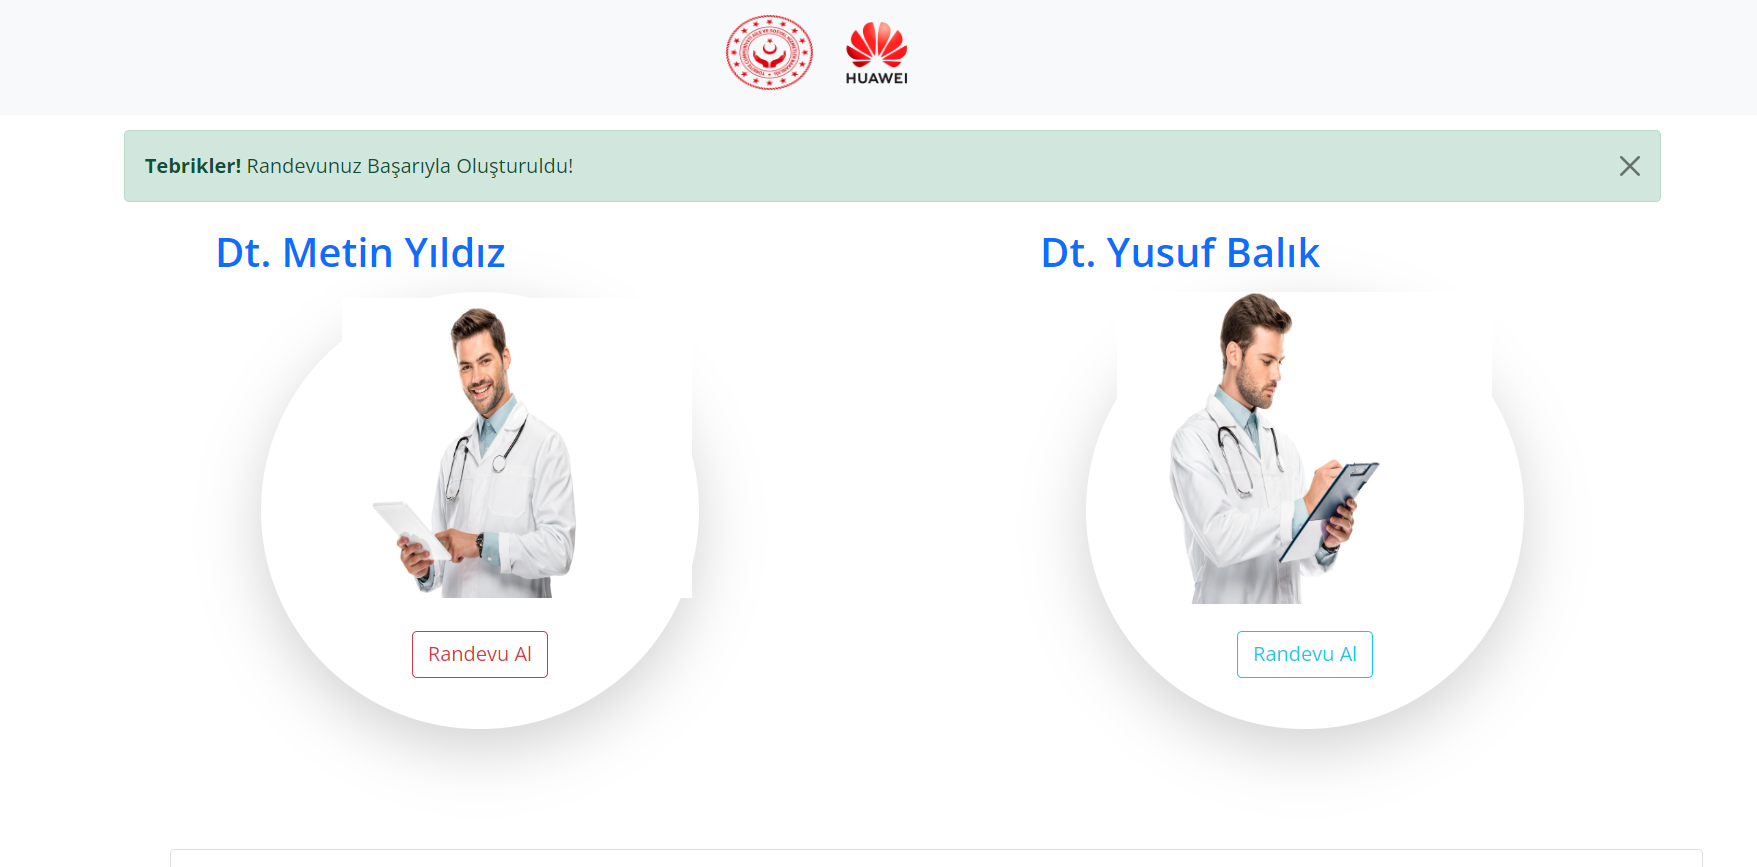 HUAWEI
Tebrikler! Randevunuz Başarıyla Oluşturuldu!
Dt. Metin Yıldız
Dt. Yusuf Balık
Randevu Al
Randevu Al